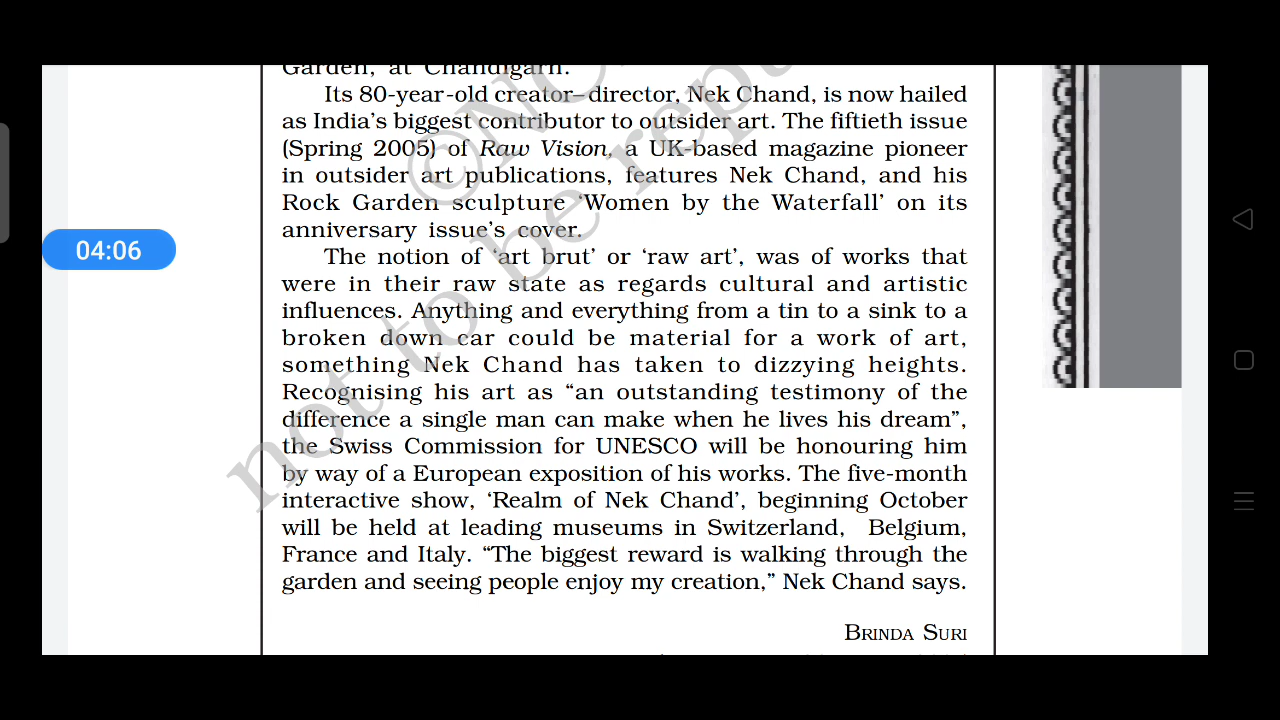 Garden, at Chandigarh.
Its 80-year-old creator–director, Nek Chand, is now hailed
as India's biggest contributor to outsider art. The fiftieth issue
(Spring 2005) of Raw Vision, a UK-based magazine pioneer
in outsider art publications, features Nek Chand, and his
Rock Garden sculpture 'Women by the Waterfall' on its
anniversary issue's cover.
The notion of 'art brut' or 'raw art', was of works that
were in their raw state as regards cultural and artistic
influences. Anything and everything from a tin to a sink to a
broken down car could be material for a work of art,
something Nek Chand has taken to dizzying heights.
Recognising his art as “an outstanding testimony of the
difference a single man can make when he lives his dream”,
the Swiss Commission for UNESCO will be honouring him
by way of a European exposition of his works. The five-month
interactive show, 'Realm of Nek Chand', beginning October
will be held at leading museums in Switzerland, Belgium,
France and Italy. “The biggest reward is walking through the
garden and seeing people enjoy my creation,” Nek Chand says.
BRINDA SURI
04:06
©NC
not to be rep